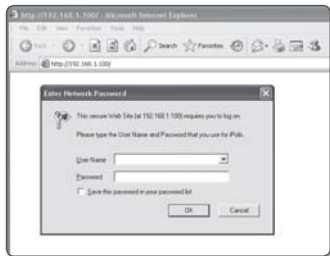 http://192.168.1.100/ - Microsoft Internet Explorer
File Edit View Favorites Tools Help
Back Search Favorites
Address http://192.168.1.100/
Enter Network Password
This secure Web Site (at 192.168.1.100) requires you to log on.
Please type the User Name and Password that you use for iPolis.
User Name
Password
Save this password in your password list
OK Cancel